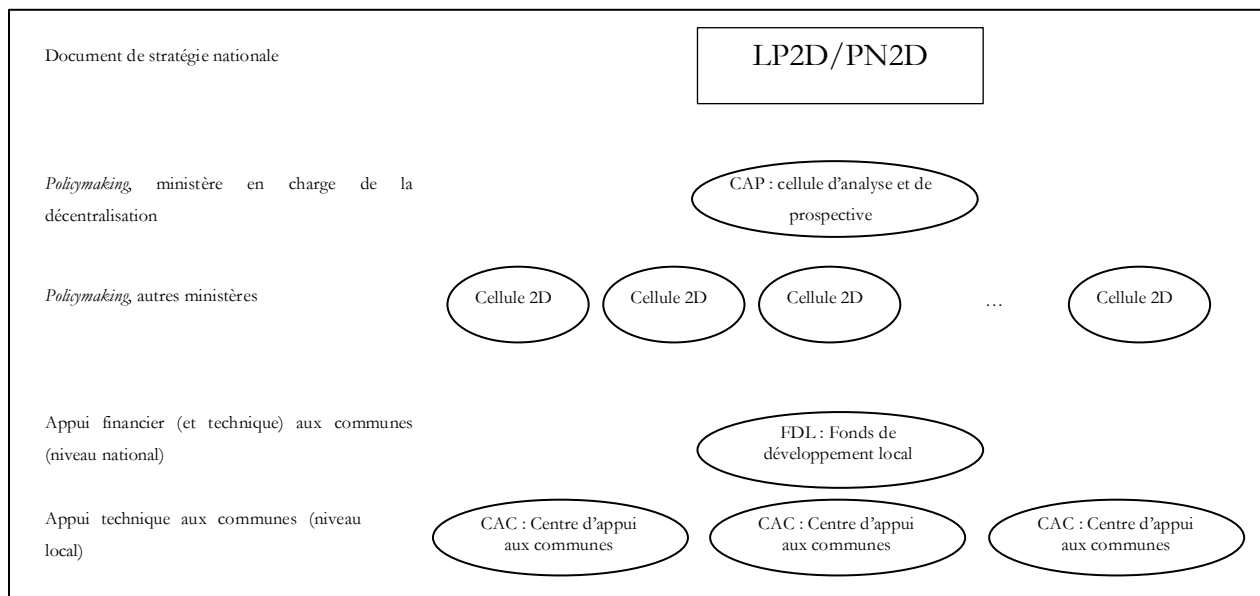 Document de stratégie nationale
LP2D/PN2D
Policymaking, ministère en charge de la
décentralisation
CAP : cellule d'analyse et de
prospective
Policymaking, autres ministères
Cellule 2D
Cellule 2D
Cellule 2D
…
Cellule 2D
Appui financier (et technique) aux communes
(niveau national)
FDL : Fonds de
développement local
Appui technique aux communes (niveau
local)
CAC : Centre d'appui
aux communes
CAC : Centre d'appui
aux communes
CAC : Centre d'appui
aux communes